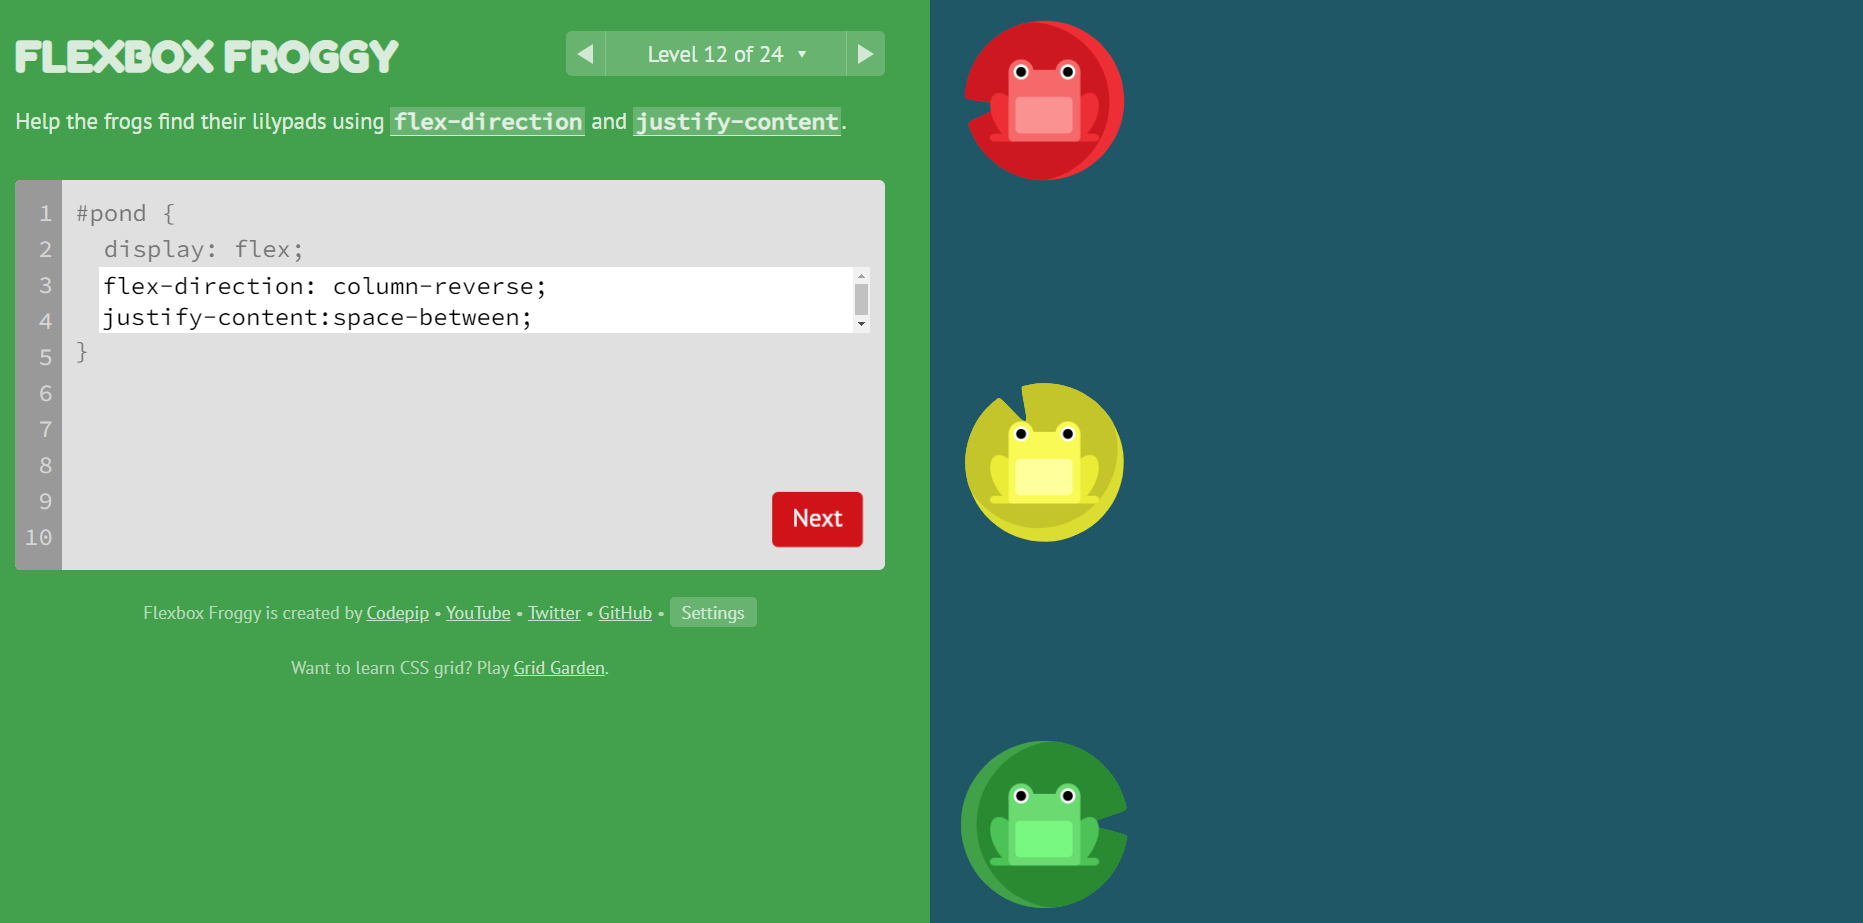 FLEXBOX FROGGY
Level 12 of 24
Help the frogs find their lilypads using flex-direction and justify-content.
1 #pond {
2 display: flex;
3 flex-direction: column-reverse;
4 justify-content:space-between;
5 }
6
7
8
9
10
Next
Flexbox Froggy is created by Codepip • YouTube • Twitter • GitHub • Settings
Want to learn CSS grid? Play Grid Garden.